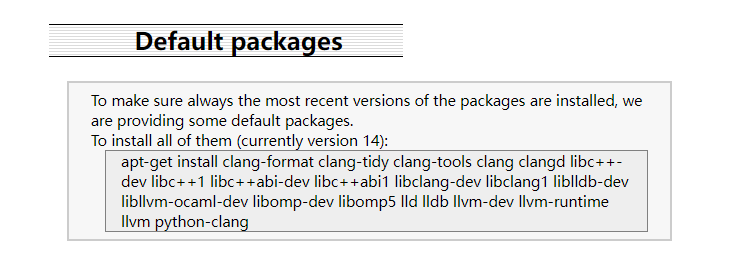 Default packages
To make sure always the most recent versions of the packages are installed, we
are providing some default packages.
To install all of them (currently version 14):
apt-get install clang-format clang-tidy clang-tools clang clangd libc++-
dev libc++1 libc++abi-dev libc++abi1 libclang-dev libclang1 liblldb-dev
libllvm-ocaml-dev libomp-dev libomp5 lld lldb llvm-dev llvm-runtime
llvm python-clang